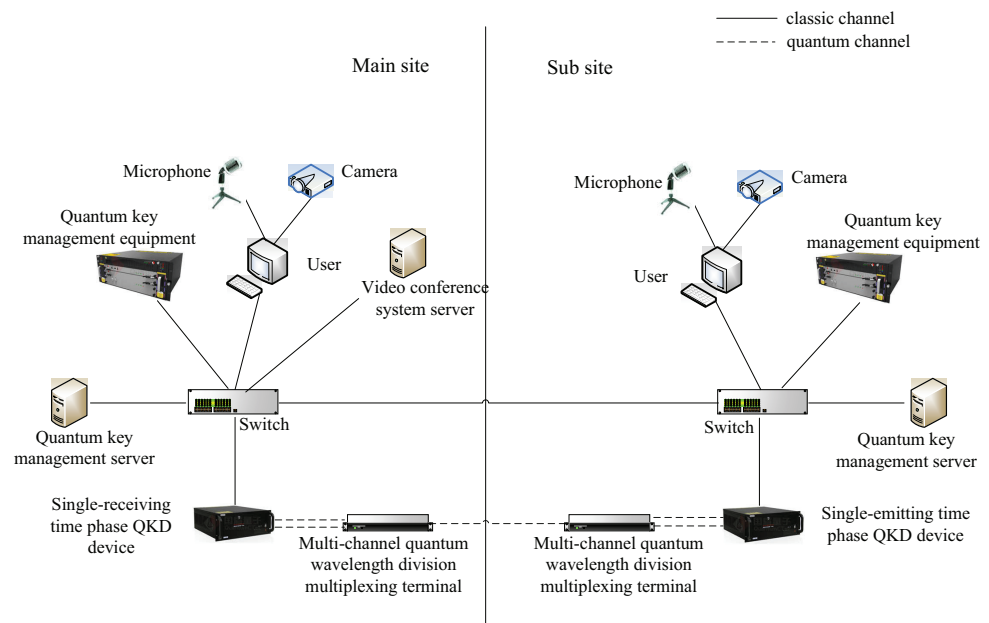 classic channel
quantum channel
Main site
Sub site
Microphone
Camera
Quantum key
management equipment
User
Video conference
system server
Switch
Quantum key
management server
Single-receiving
time phase QKD
device
Multi-channel quantum
wavelength division
multiplexing terminal
Microphone
Camera
Quantum key
management equipment
User
Switch
Quantum key
management server
Multi-channel quantum
wavelength division
multiplexing terminal
Single-emitting time
phase QKD device